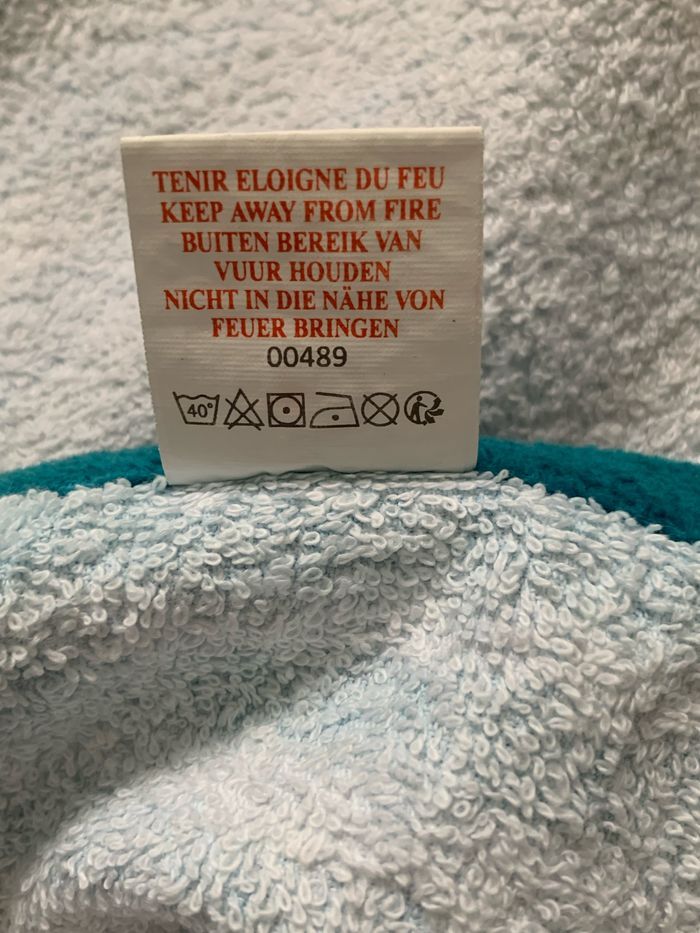 TENIR ELOIGNE DU FEU
KEEP AWAY FROM FIRE
BUITEN BEREIK VAN
VUUR HOUDEN
NICHT IN DIE NÄHE VON
FEUER BRINGEN
00489
40°